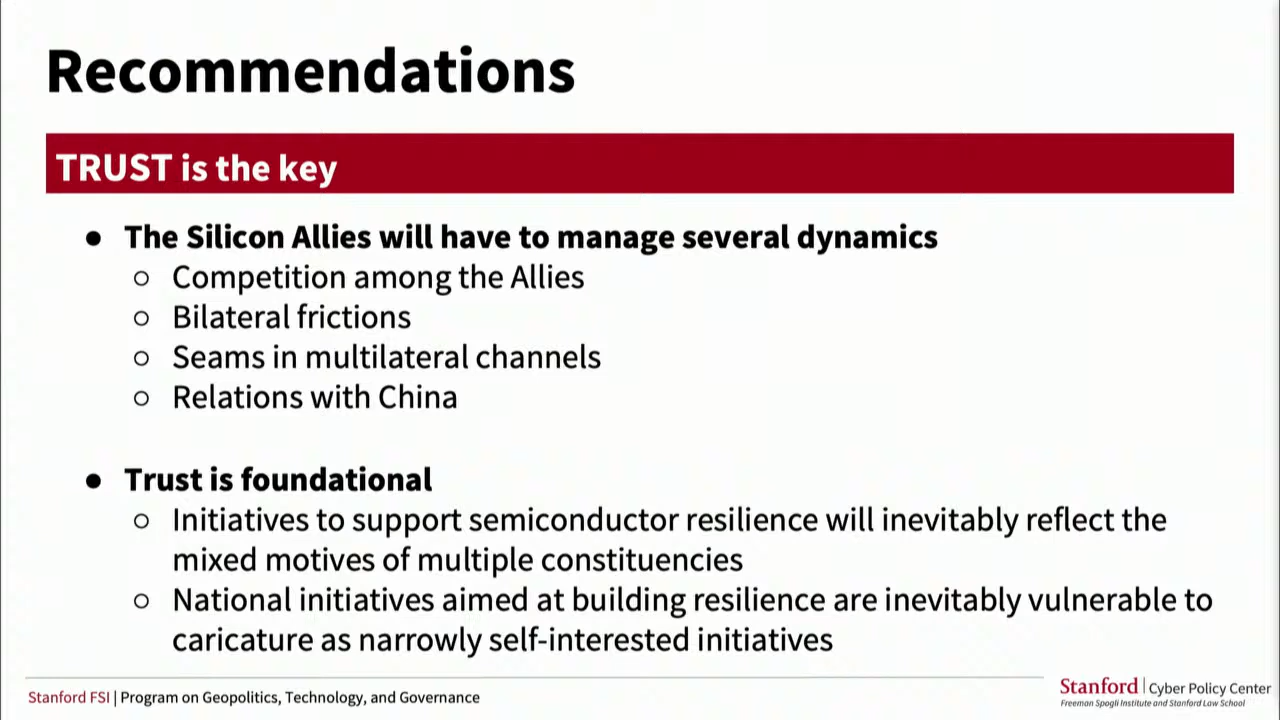 Recommendations
TRUST is the key
● The Silicon Allies will have to manage several dynamics
○ Competition among the Allies
○ Bilateral frictions
○ Seams in multilateral channels
○ Relations with China
● Trust is foundational
○ Initiatives to support semiconductor resilience will inevitably reflect the
mixed motives of multiple constituencies
○ National initiatives aimed at building resilience are inevitably vulnerable to
caricature as narrowly self-interested initiatives
Stanford FSI | Program on Geopolitics, Technology, and Governance
Stanford | Cyber Policy Center
Freeman Spogli Institute and Stanford Law School